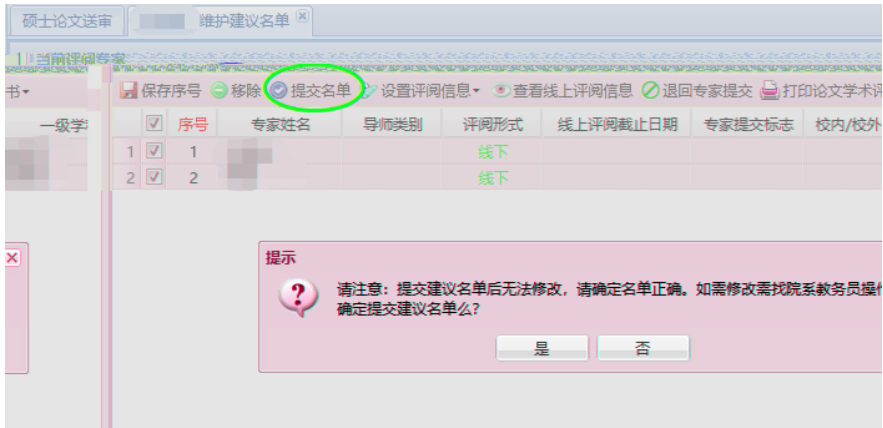 硕士论文送审 维护建议名单
当前评阅专家
书 保存序号 移除 提交名单 设置评阅信息 查看线上评阅信息 退回专家提交 打印论文学术评
一级学 序号 专家姓名 导师类别 评阅形式 线上评阅截止日期 专家提交标志 校内/校外
1 1 线下
2 2 线下
提示
请注意：提交建议名单后无法修改，请确定名单正确。如需修改需找院系教务员操作
确定提交建议名单么?
是 否